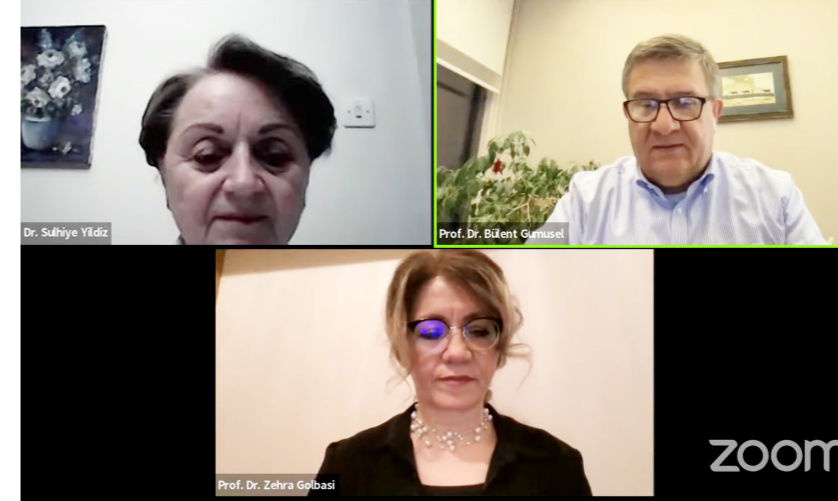 Dr. Sulhiye Yildiz
Prof. Dr. Bülent Gumusel
Prof. Dr. Zehra Golbasi
zoom